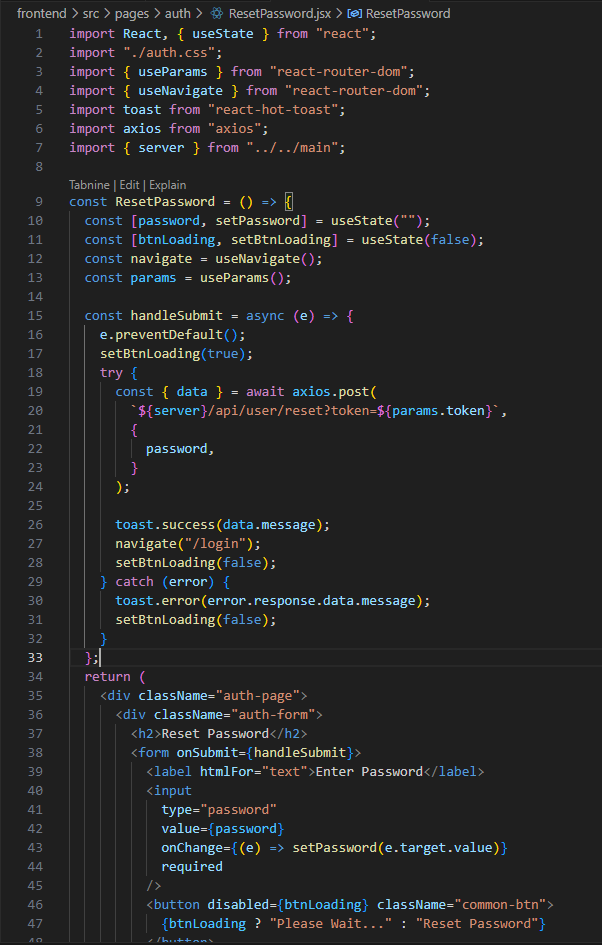 frontend > src > pages > auth > ResetPassword.jsx > ResetPassword
1 import React, { useState } from "react";
2 import "./auth.css";
3 import { useParams } from "react-router-dom";
4 import { useNavigate } from "react-router-dom";
5 import toast from "react-hot-toast";
6 import axios from "axios";
7 import { server } from "../../main";
8
Tabnine | Edit | Explain
9 const ResetPassword = () => {
10   const [password, setPassword] = useState("");
11   const [btnLoading, setBtnLoading] = useState(false);
12   const navigate = useNavigate();
13   const params = useParams();
14
15   const handleSubmit = async (e) => {
16     e.preventDefault();
17     setBtnLoading(true);
18     try {
19       const { data } = await axios.post(
20         `${server}/api/user/reset?token=${params.token}`,
21         {
22           password,
23         }
24       );
25
26       toast.success(data.message);
27       navigate("/login");
28       setBtnLoading(false);
29     } catch (error) {
30       toast.error(error.response.data.message);
31       setBtnLoading(false);
32     }
33   };
34   return (
35     <div className="auth-page">
36       <div className="auth-form">
37         <h2>Reset Password</h2>
38         <form onSubmit={handleSubmit}>
39           <label htmlFor="text">Enter Password</label>
40           <input
41             type="password"
42             value={password}
43             onChange={(e) => setPassword(e.target.value)}
44             required
45           />
46           <button disabled={btnLoading} className="common-btn">
47             {btnLoading ? "Please Wait..." : "Reset Password"}
48           </button>